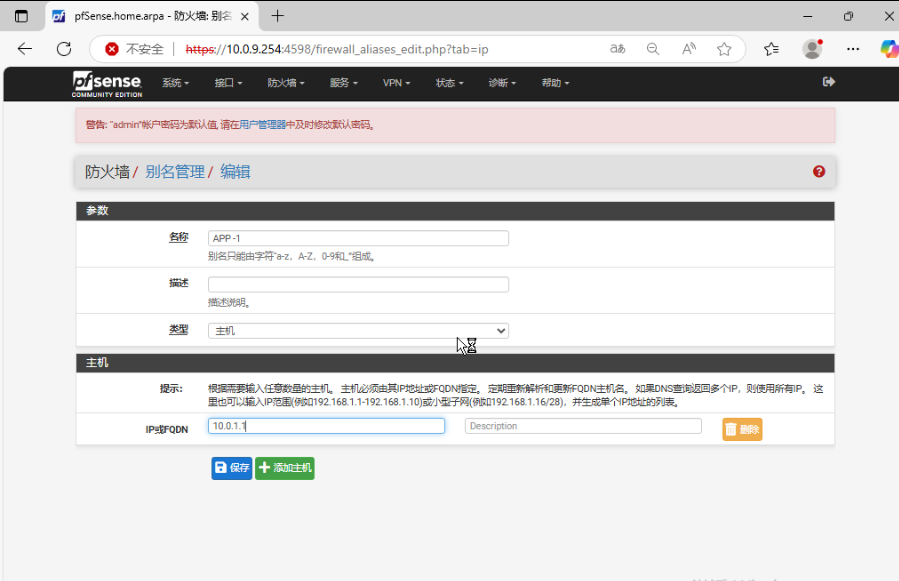 pfSense.home.arpa - 防火墙: 别名
不安全 https://10.0.9.254:4598/firewall_aliases_edit.php?tab=ip
pfsense COMMUNITY EDITION
系统 接口 防火墙 服务 VPN 状态 诊断 帮助
警告: "admin"帐户密码为默认值, 请在用户管理器中及时修改默认密码。
防火墙/ 别名管理/ 编辑
参数
名称 APP -1
别名只能由字符"a-z，A-Z，0-9和_"组成。
描述
描述说明。
类型 主机
主机
提示: 根据需要输入任意数量的主机。 主机必须由其IP地址或FQDN指定。 定期重新解析和更新FQDN主机名。 如果DNS查询返回多个IP，则使用所有IP。 这
里也可以输入IP范围(例如192.168.1.1-192.168.1.10)或小型子网(例如192.168.1.16/28)，并生成单个IP地址的列表。
IP或FQDN 10.0.1.1 Description 删除
保存 添加主机